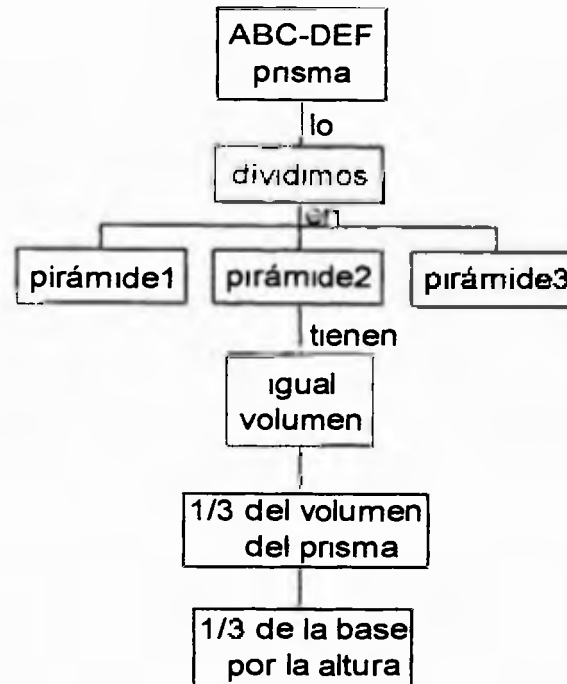 ABC-DEF
prisma
lo
dividimos
en
pirámide1 pirámide2 pirámide3
tienen
igual
volumen
1/3 del volumen
del prisma
1/3 de la base
por la altura